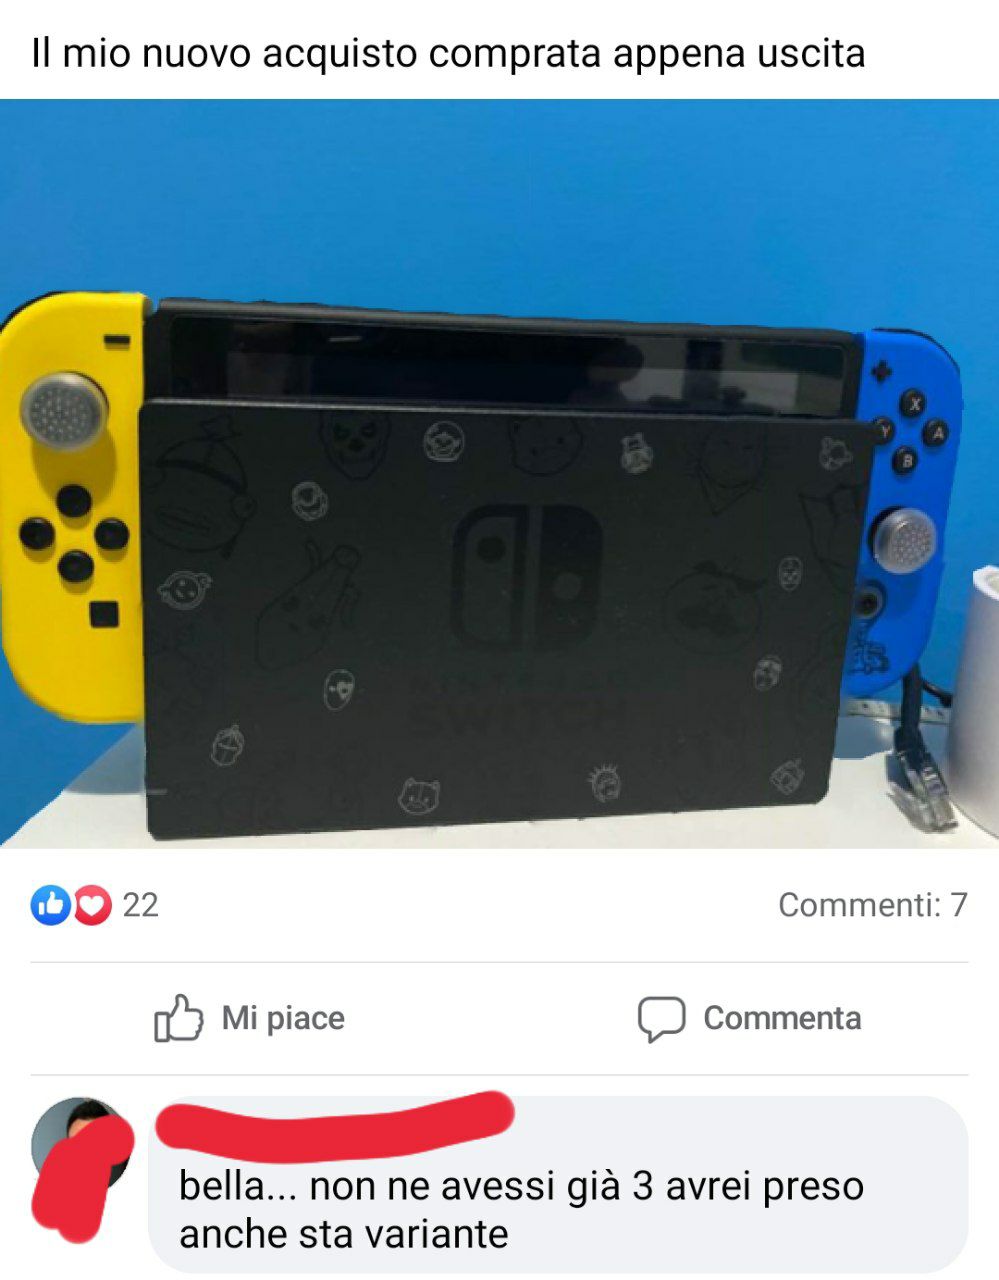 Il mio nuovo acquisto comprata appena uscita
X
Y
A
B
SWITCH
22
Commenti: 7
Mi piace
Commenta
bella... non ne avessi già 3 avrei preso
anche sta variante